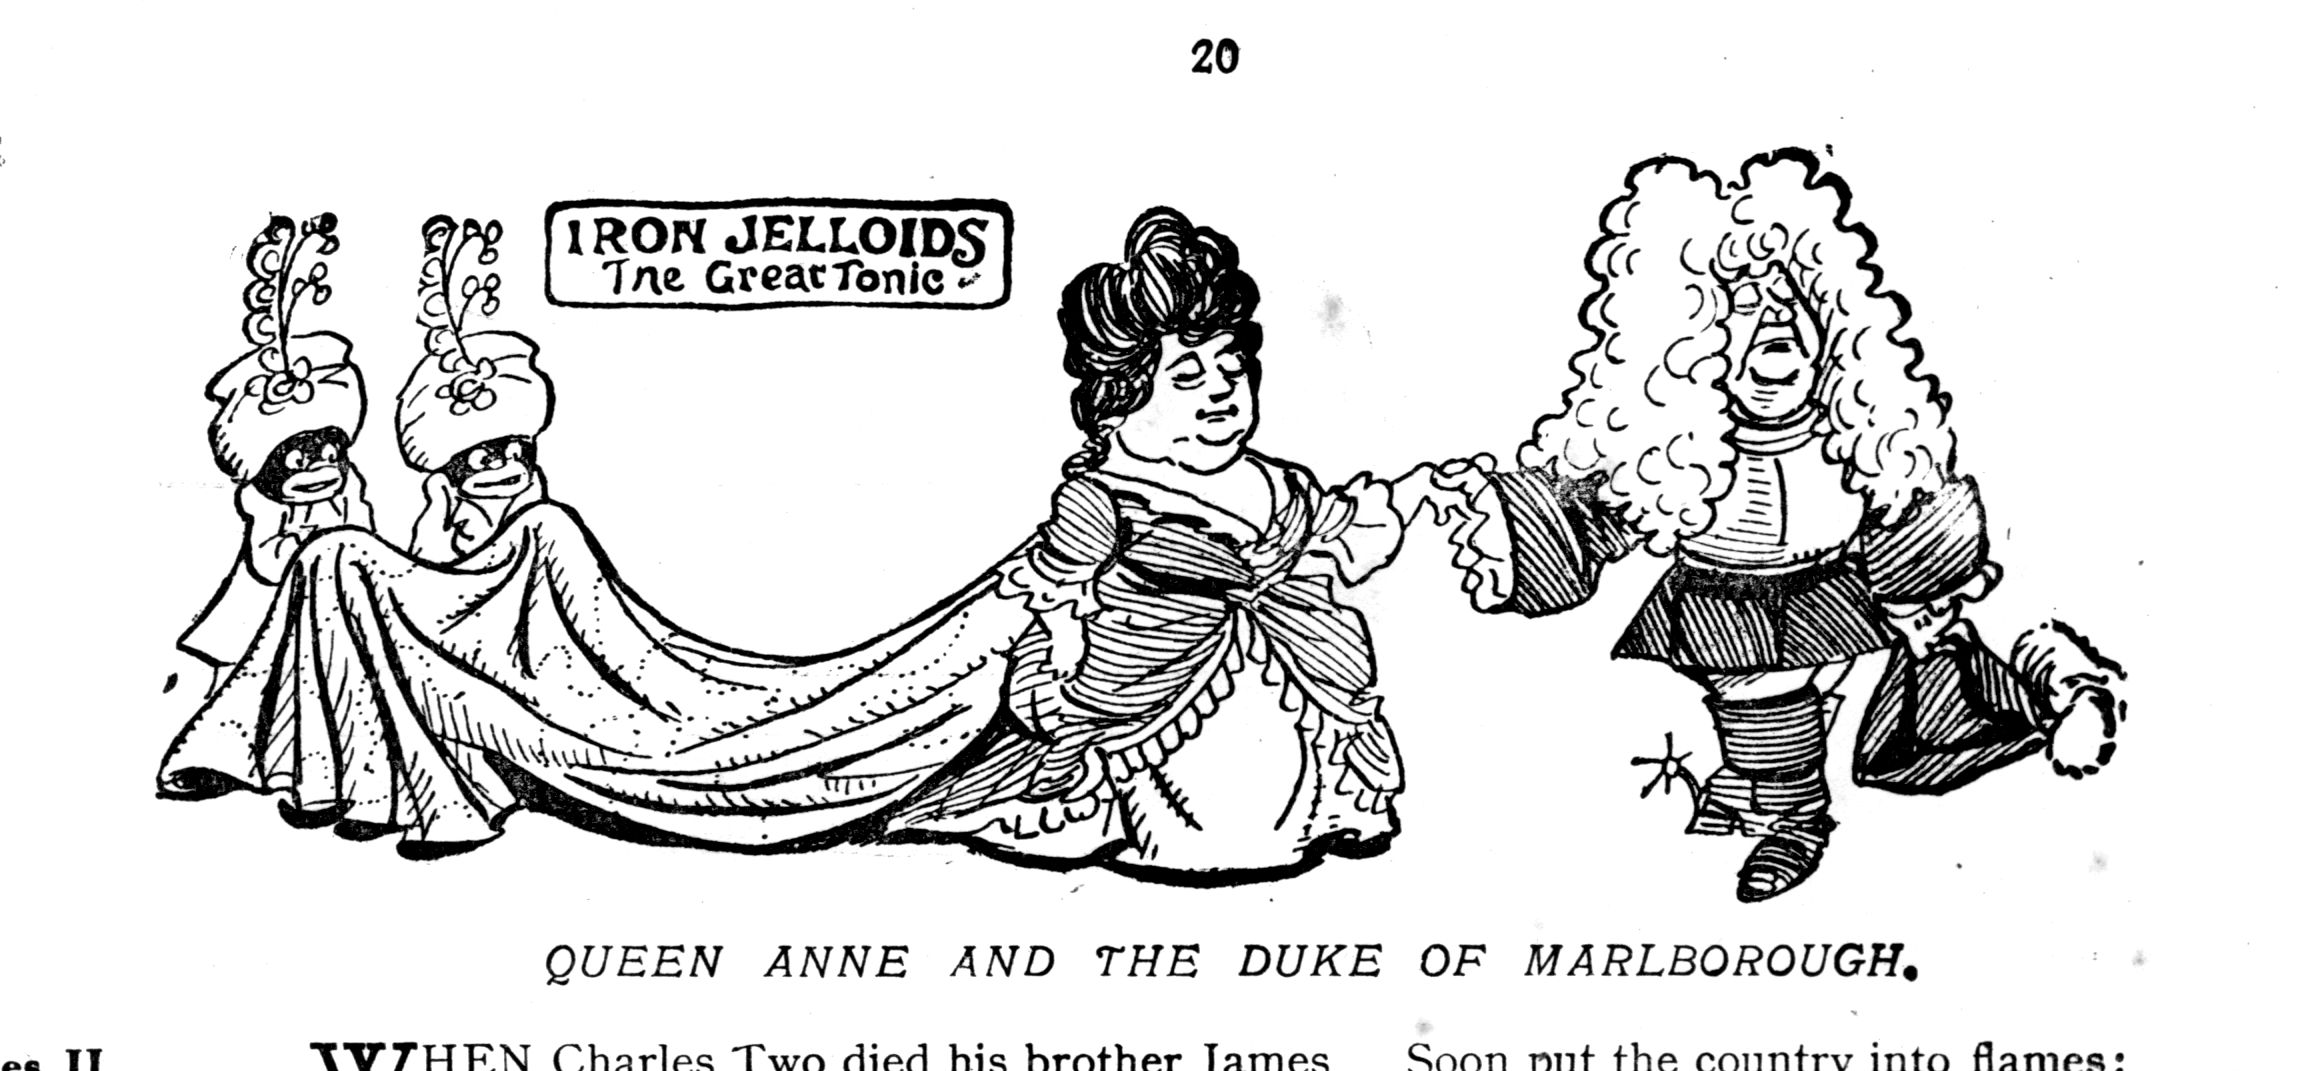 20
IRON JELLOIDS
The Great Tonic
QUEEN ANNE AND THE DUKE OF MARLBOROUGH.
es II
WHEN Charles Two died his brother James
Soon put the country into flames: